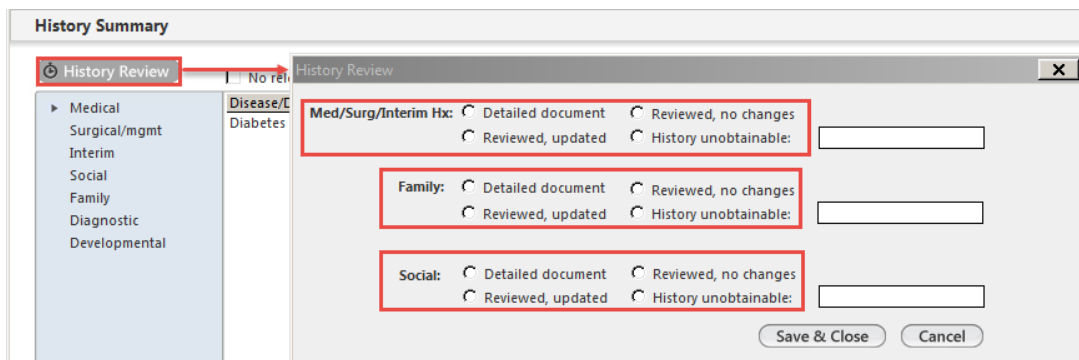 History Summary
History Review
No rel
History Review
X
Medical
Surgical/mgmt
Interim
Social
Family
Diagnostic
Developmental
Disease/D
Diabetes
Med/Surg/Interim Hx: Detailed document Reviewed, no changes
Reviewed, updated History unobtainable:
Family: Detailed document Reviewed, no changes
Reviewed, updated History unobtainable:
Social: Detailed document Reviewed, no changes
Reviewed, updated History unobtainable:
Save & Close Cancel